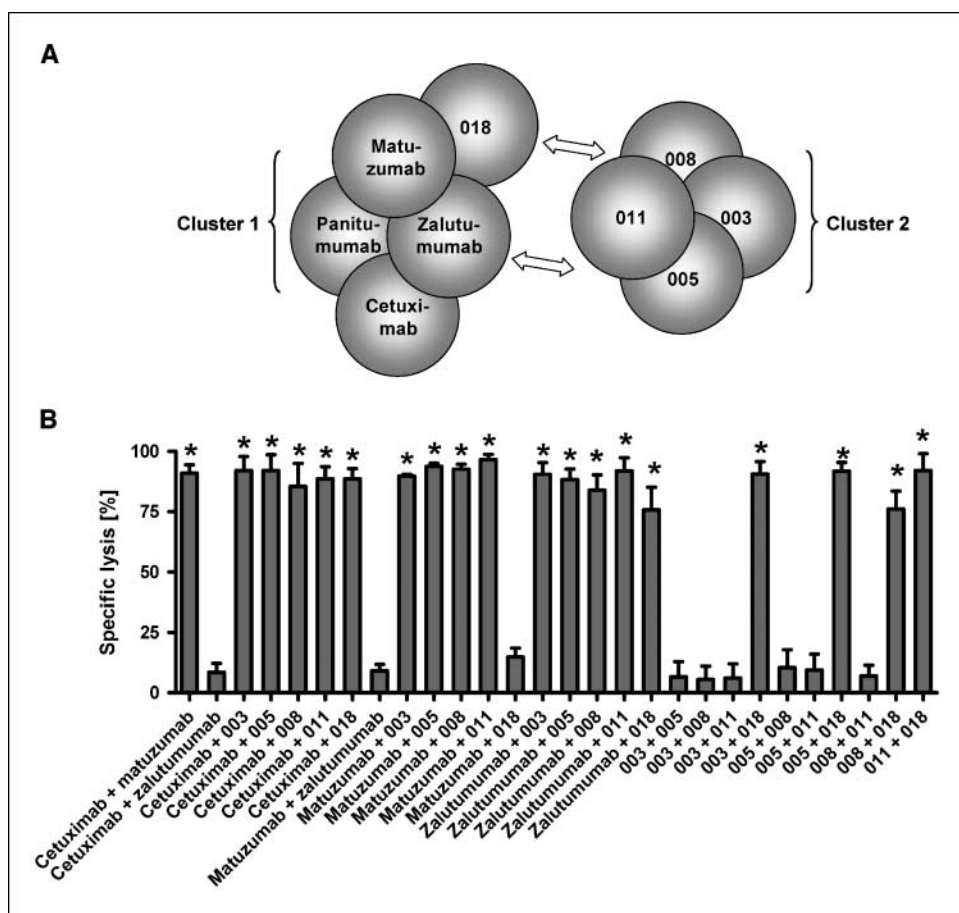 A
Matu-
zumab
018
008
Cluster 1
Panitu-
mumab
Zalutu-
mumab
011
003
Cluster 2
Cetuxi-
mab
005
B
Specific lysis [%]
100
75
50
25
0
* * * * * * * * * * * * * * * * * * *
Cetuximab + matuzumab
Cetuximab + zalutumumab
Cetuximab + 003
Cetuximab + 005
Cetuximab + 008
Cetuximab + 011
Cetuximab + 018
Matuzumab + zalutumumab
Matuzumab + 003
Matuzumab + 005
Matuzumab + 008
Matuzumab + 011
Matuzumab + 018
Zalutumumab + 003
Zalutumumab + 005
Zalutumumab + 008
Zalutumumab + 011
Zalutumumab + 018
003 + 005
003 + 008
003 + 011
003 + 018
005 + 008
005 + 011
005 + 018
008 + 011
008 + 018
011 + 018